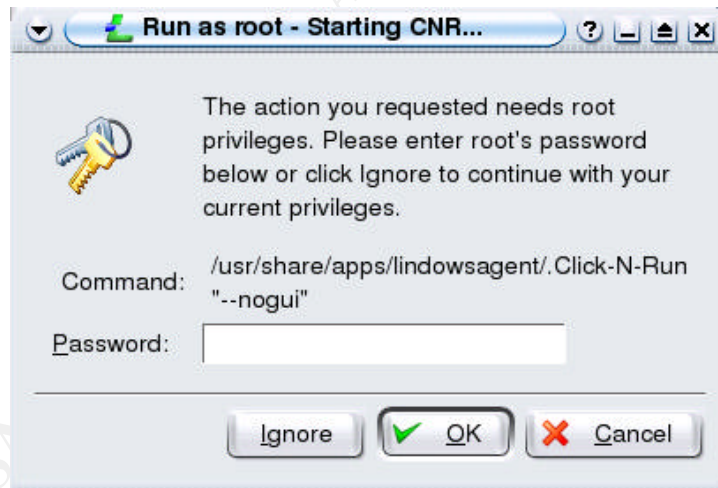 Run as root - Starting CNR...
The action you requested needs root
privileges. Please enter root's password
below or click Ignore to continue with your
current privileges.
Command: /usr/share/apps/lindowsagent/.Click-N-Run
"--nogui"
Password:
Ignore OK Cancel